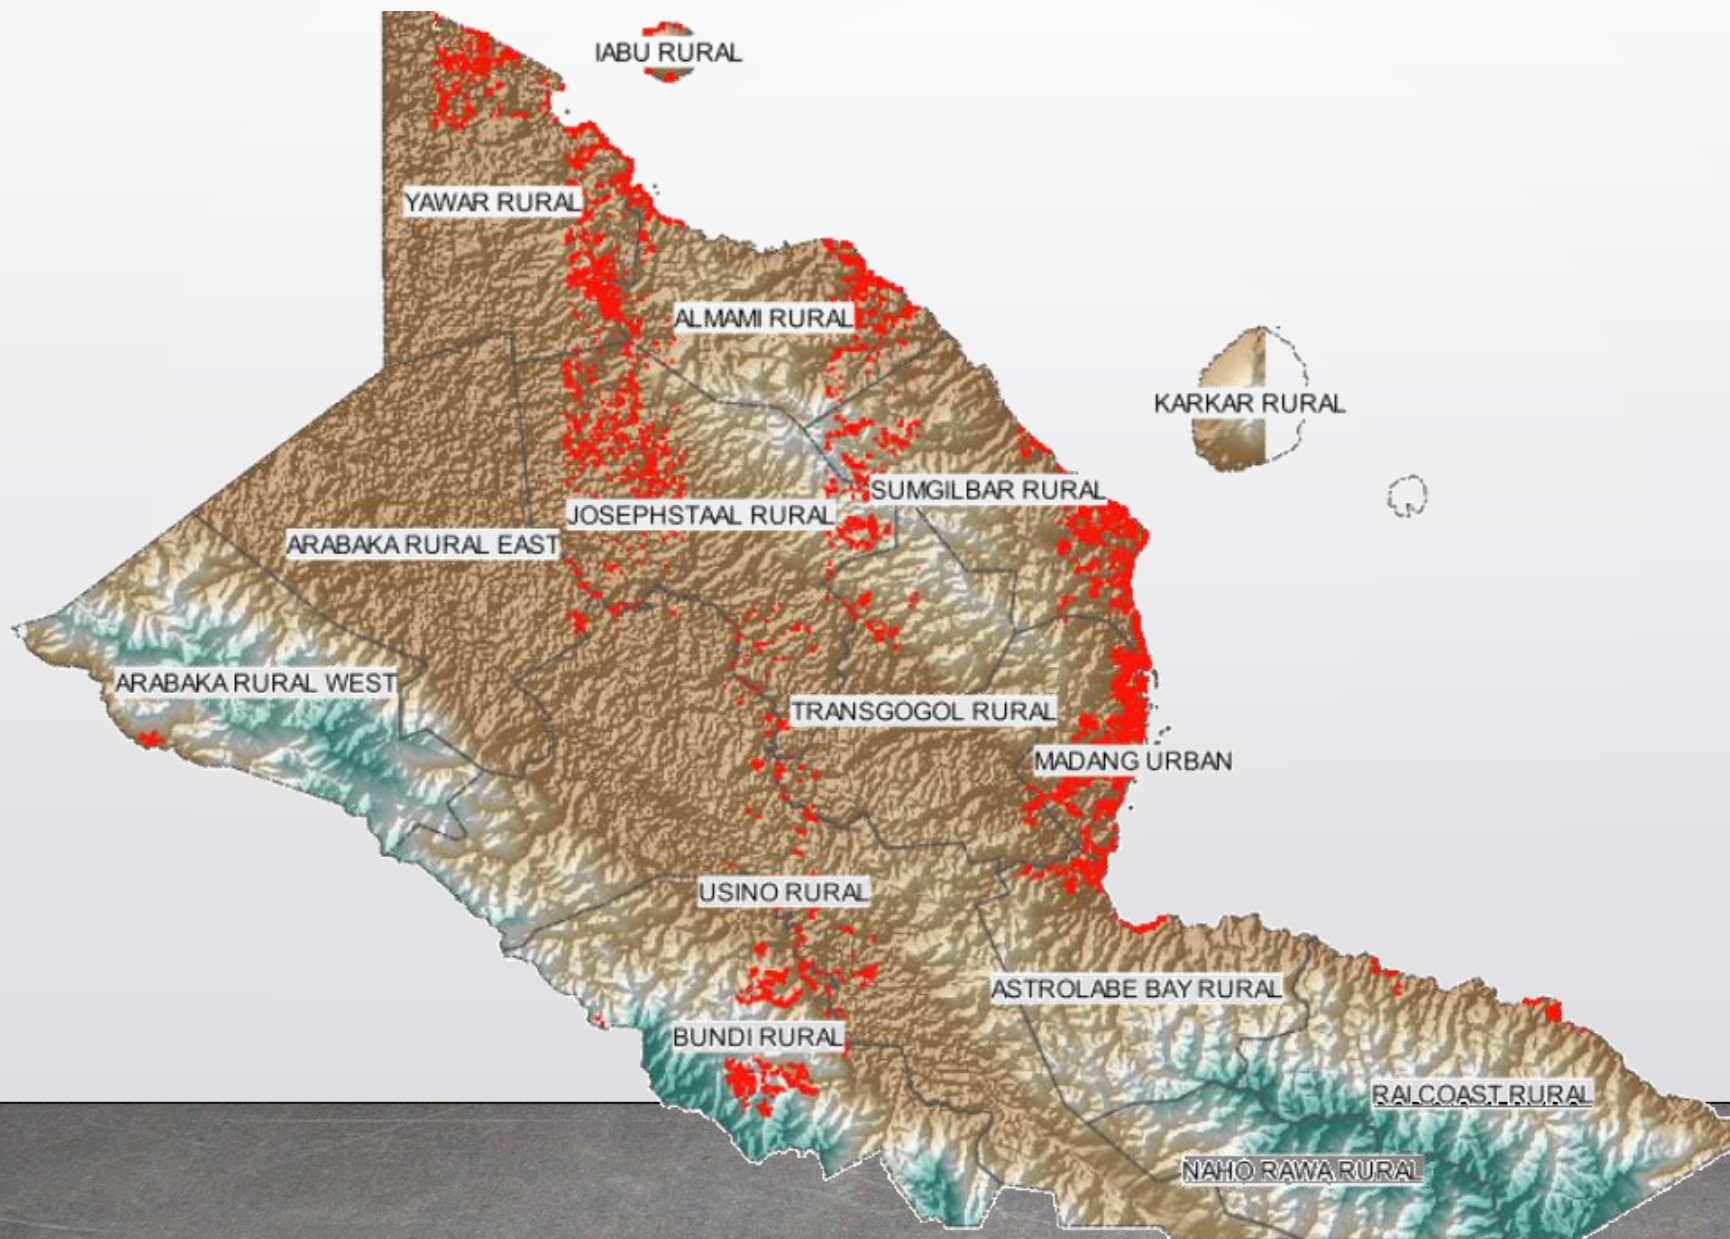 IABU RURAL
YAWAR RURAL
ALMAMI RURAL
KARKAR RURAL
SUMGILBAR RURAL
JOSEPHSTAAL RURAL
ARABAKA RURAL EAST
ARABAKA RURAL WEST
TRANSGOGOL RURAL
MADANG URBAN
USINO RURAL
ASTROLABE BAY RURAL
BUNDI RURAL
RAI COAST RURAL
NAHO RAWA RURAL